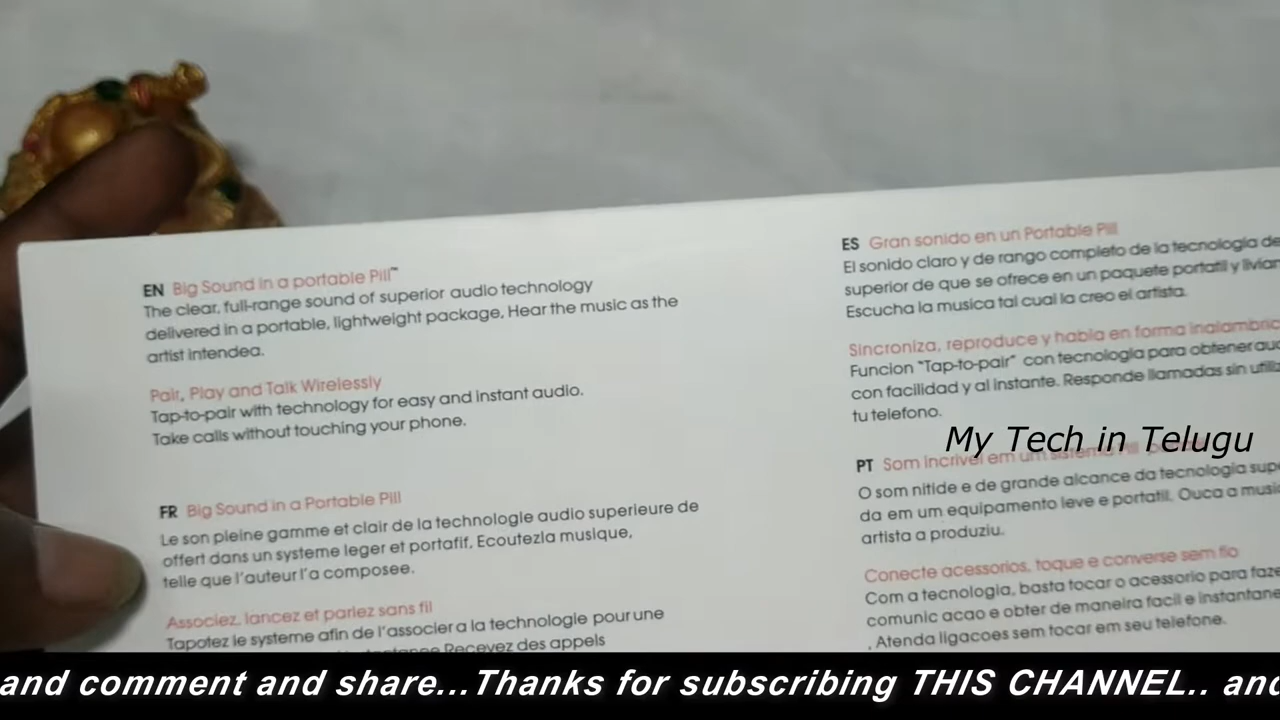 EN Big Sound in a portable Pill™
The clear, full-range sound of superior audio technology
delivered in a portable, lightweight package, Hear the music as the
artist intendea.
Pair, Play and Talk Wirelessly
Tap-to-pair with technology for easy and instant audio.
Take calls without touching your phone.
FR Big Sound in a Portable Pill
Le son pleine gamme et clair de la technologie audio superieure de
offert dans un systeme leger et portafif, Ecoutezla musique,
telle que l'auteur l'a composee.
Associez, lancez et parlez sans fil
Tapotez le systeme afin de l'associer a la technologie pour une
Recevez des appels
ES Gran sonido en un Portable Pill
El sonido claro y de rango completo de la tecnologia de
superior de que se ofrece en un paquete portatil y livian
Escucha la musica tal cual la creo el artista.
Sincroniza, reproduce y habla en forma inalambric
Funcion "Tap-to-pair" con tecnologia para obtener auc
con facilidad y al instante. Responde llamadas sin utiliz
tu telefono.
My Tech in Telugu
PT Som incrivel em um sistema Pill
O som nitide e de grande alcance da tecnologia supe
da em um equipamento leve e portatil. Ouca a musi
artista a produziu.
Conecte acessorios, toque e converse sem fio
Com a tecnologia, basta tocar o acessorio para faze
comunic acao e obter de maneira facil e instantane
, Atenda ligacoes sem tocar em seu telefone.
and comment and share...Thanks for subscribing THIS CHANNEL.. and